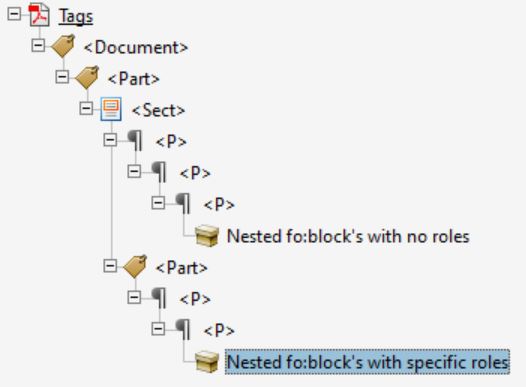 Tags
<Document>
<Part>
<Sect>
<P>
<P>
<P>
Nested fo:block's with no roles
<Part>
<P>
<P>
Nested fo:block's with specific roles